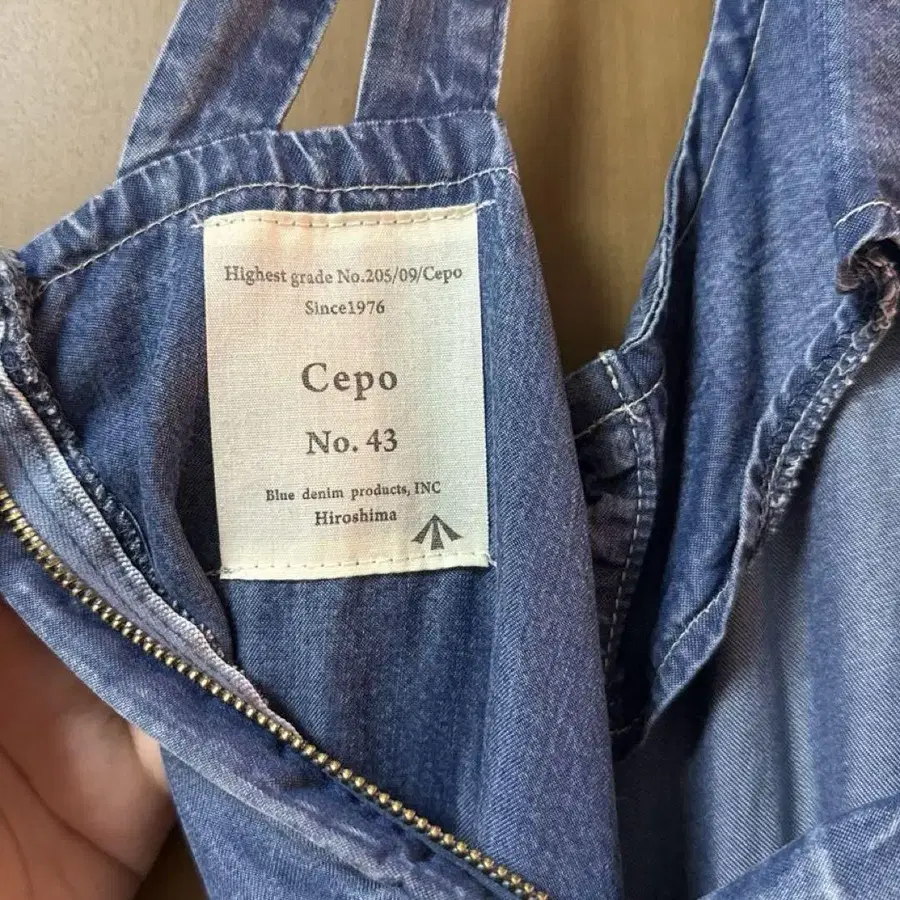 Highest grade No.205/09/Cepo
Since1976
Cepo
No. 43
Blue denim products, INC
Hiroshima